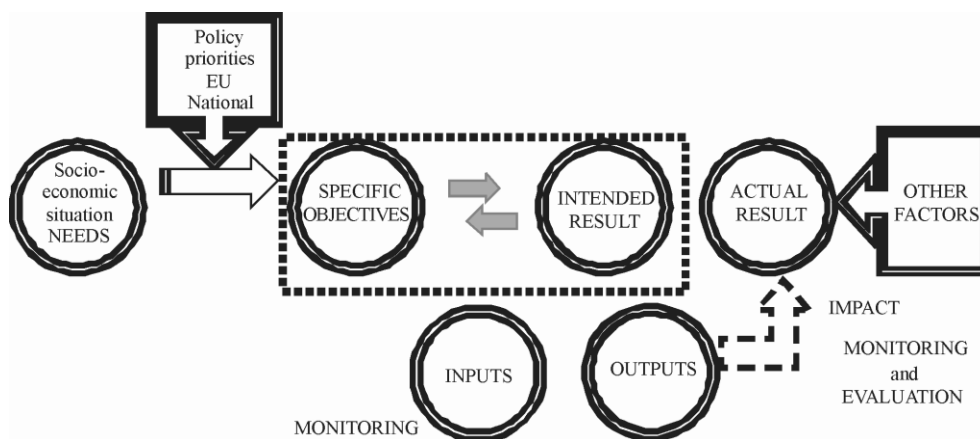 Policy
priorities
EU
National
Socio-
economic
situation
NEEDS
SPECIFIC
OBJECTIVES
INTENDED
RESULT
ACTUAL
RESULT
OTHER
FACTORS
INPUTS
OUTPUTS
IMPACT
MONITORING
and
EVALUATION
MONITORING